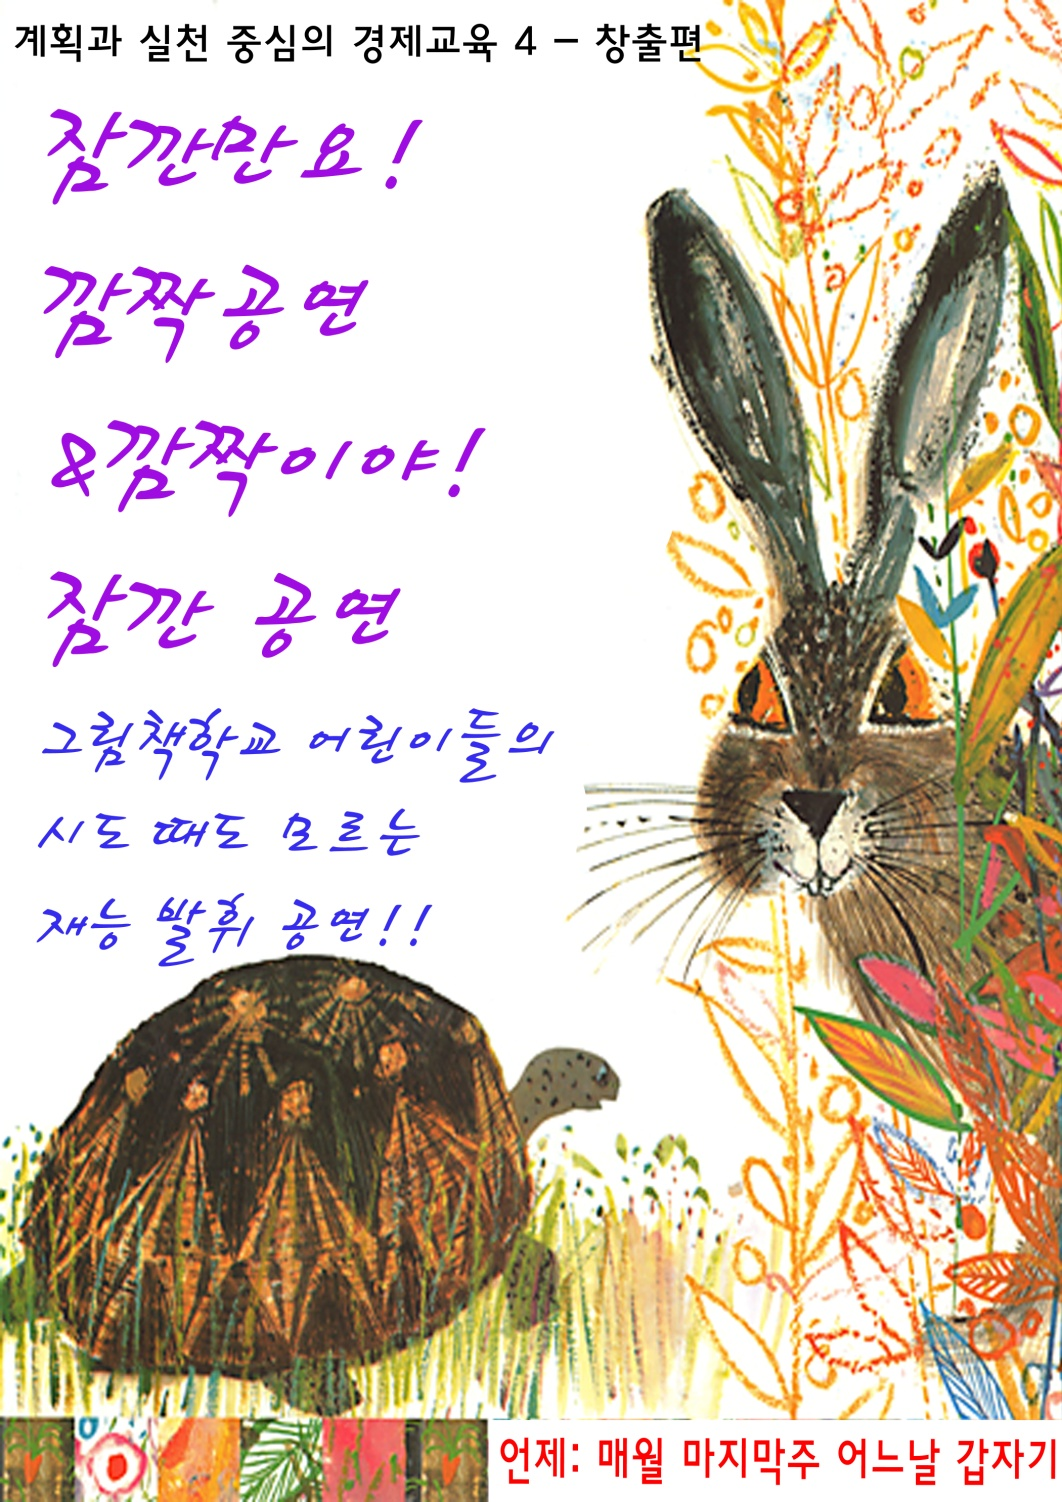 계획과 실천 중심의 경제교육 4 - 창출편
잠깐만요!
깜짝공연
&깜짝이야!
잠깐 공연
그림책학교 어린이들의
시도 때도 모르는
재능 발휘 공연!!
언제: 매월 마지막주 어느날 갑자기